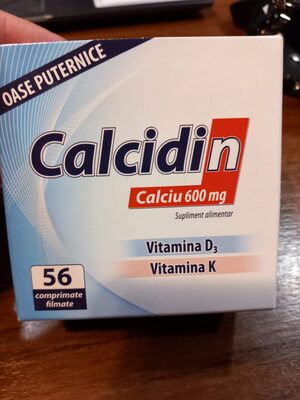 OASE PUTERNICE
Calcidin
Calciu 600 mg
Supliment alimentar
Vitamina D₃
Vitamina K
56
comprimate
filmate